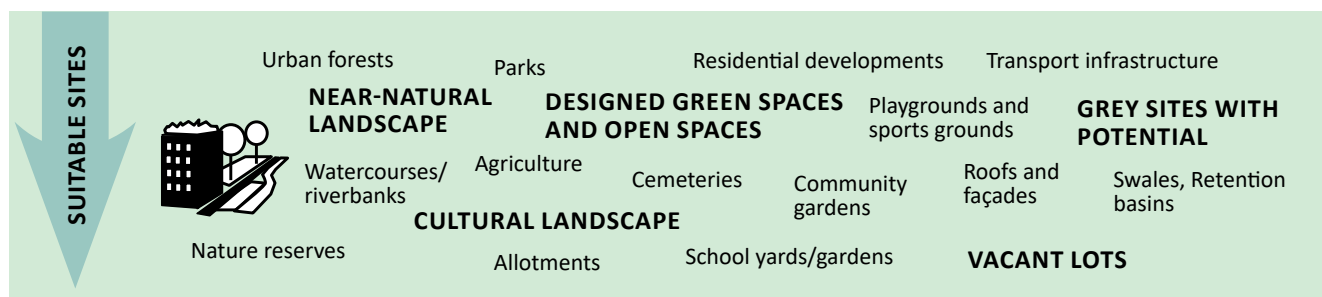 SUITABLE SITES
Urban forests
Parks
Residential developments
Transport infrastructure
NEAR-NATURAL
LANDSCAPE
DESIGNED GREEN SPACES
AND OPEN SPACES
Playgrounds and
sports grounds
GREY SITES WITH
POTENTIAL
Watercourses/
riverbanks
Agriculture
Cemeteries
Community
gardens
Roofs and
façades
Swales, Retention
basins
CULTURAL LANDSCAPE
Nature reserves
Allotments
School yards/gardens
VACANT LOTS